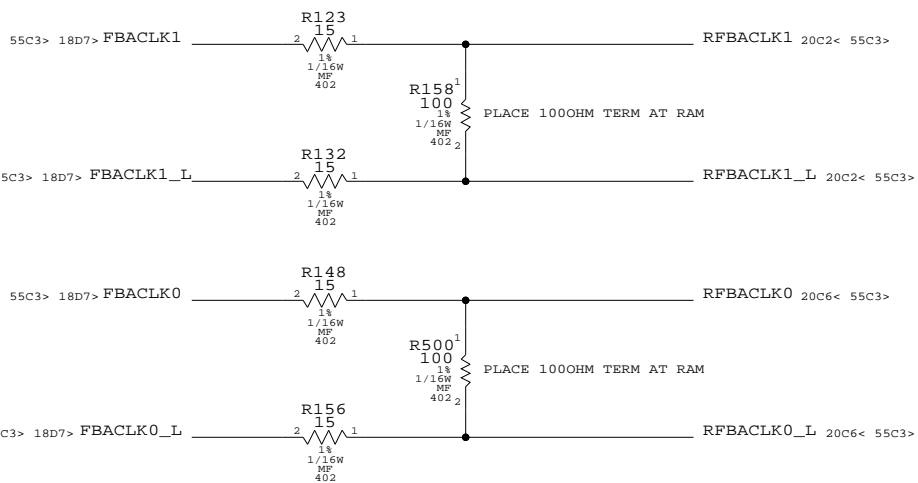 R123
15
55C3> 18D7> FBACLK1 2 1 RFBACLK1 20C2< 55C3>
1%
1/16W
MF
402
R158 1
100
1%
1/16W
MF
402 2
PLACE 100OHM TERM AT RAM
R132
15
5C3> 18D7> FBACLK1_L 2 1 RFBACLK1_L 20C2< 55C3>
1%
1/16W
MF
402
R148
15
55C3> 18D7> FBACLK0 2 1 RFBACLK0 20C6< 55C3>
1%
1/16W
MF
402
R500 1
100
1%
1/16W
MF
402 2
PLACE 100OHM TERM AT RAM
R156
15
C3> 18D7> FBACLK0_L 2 1 RFBACLK0_L 20C6< 55C3>
1%
1/16W
MF
402